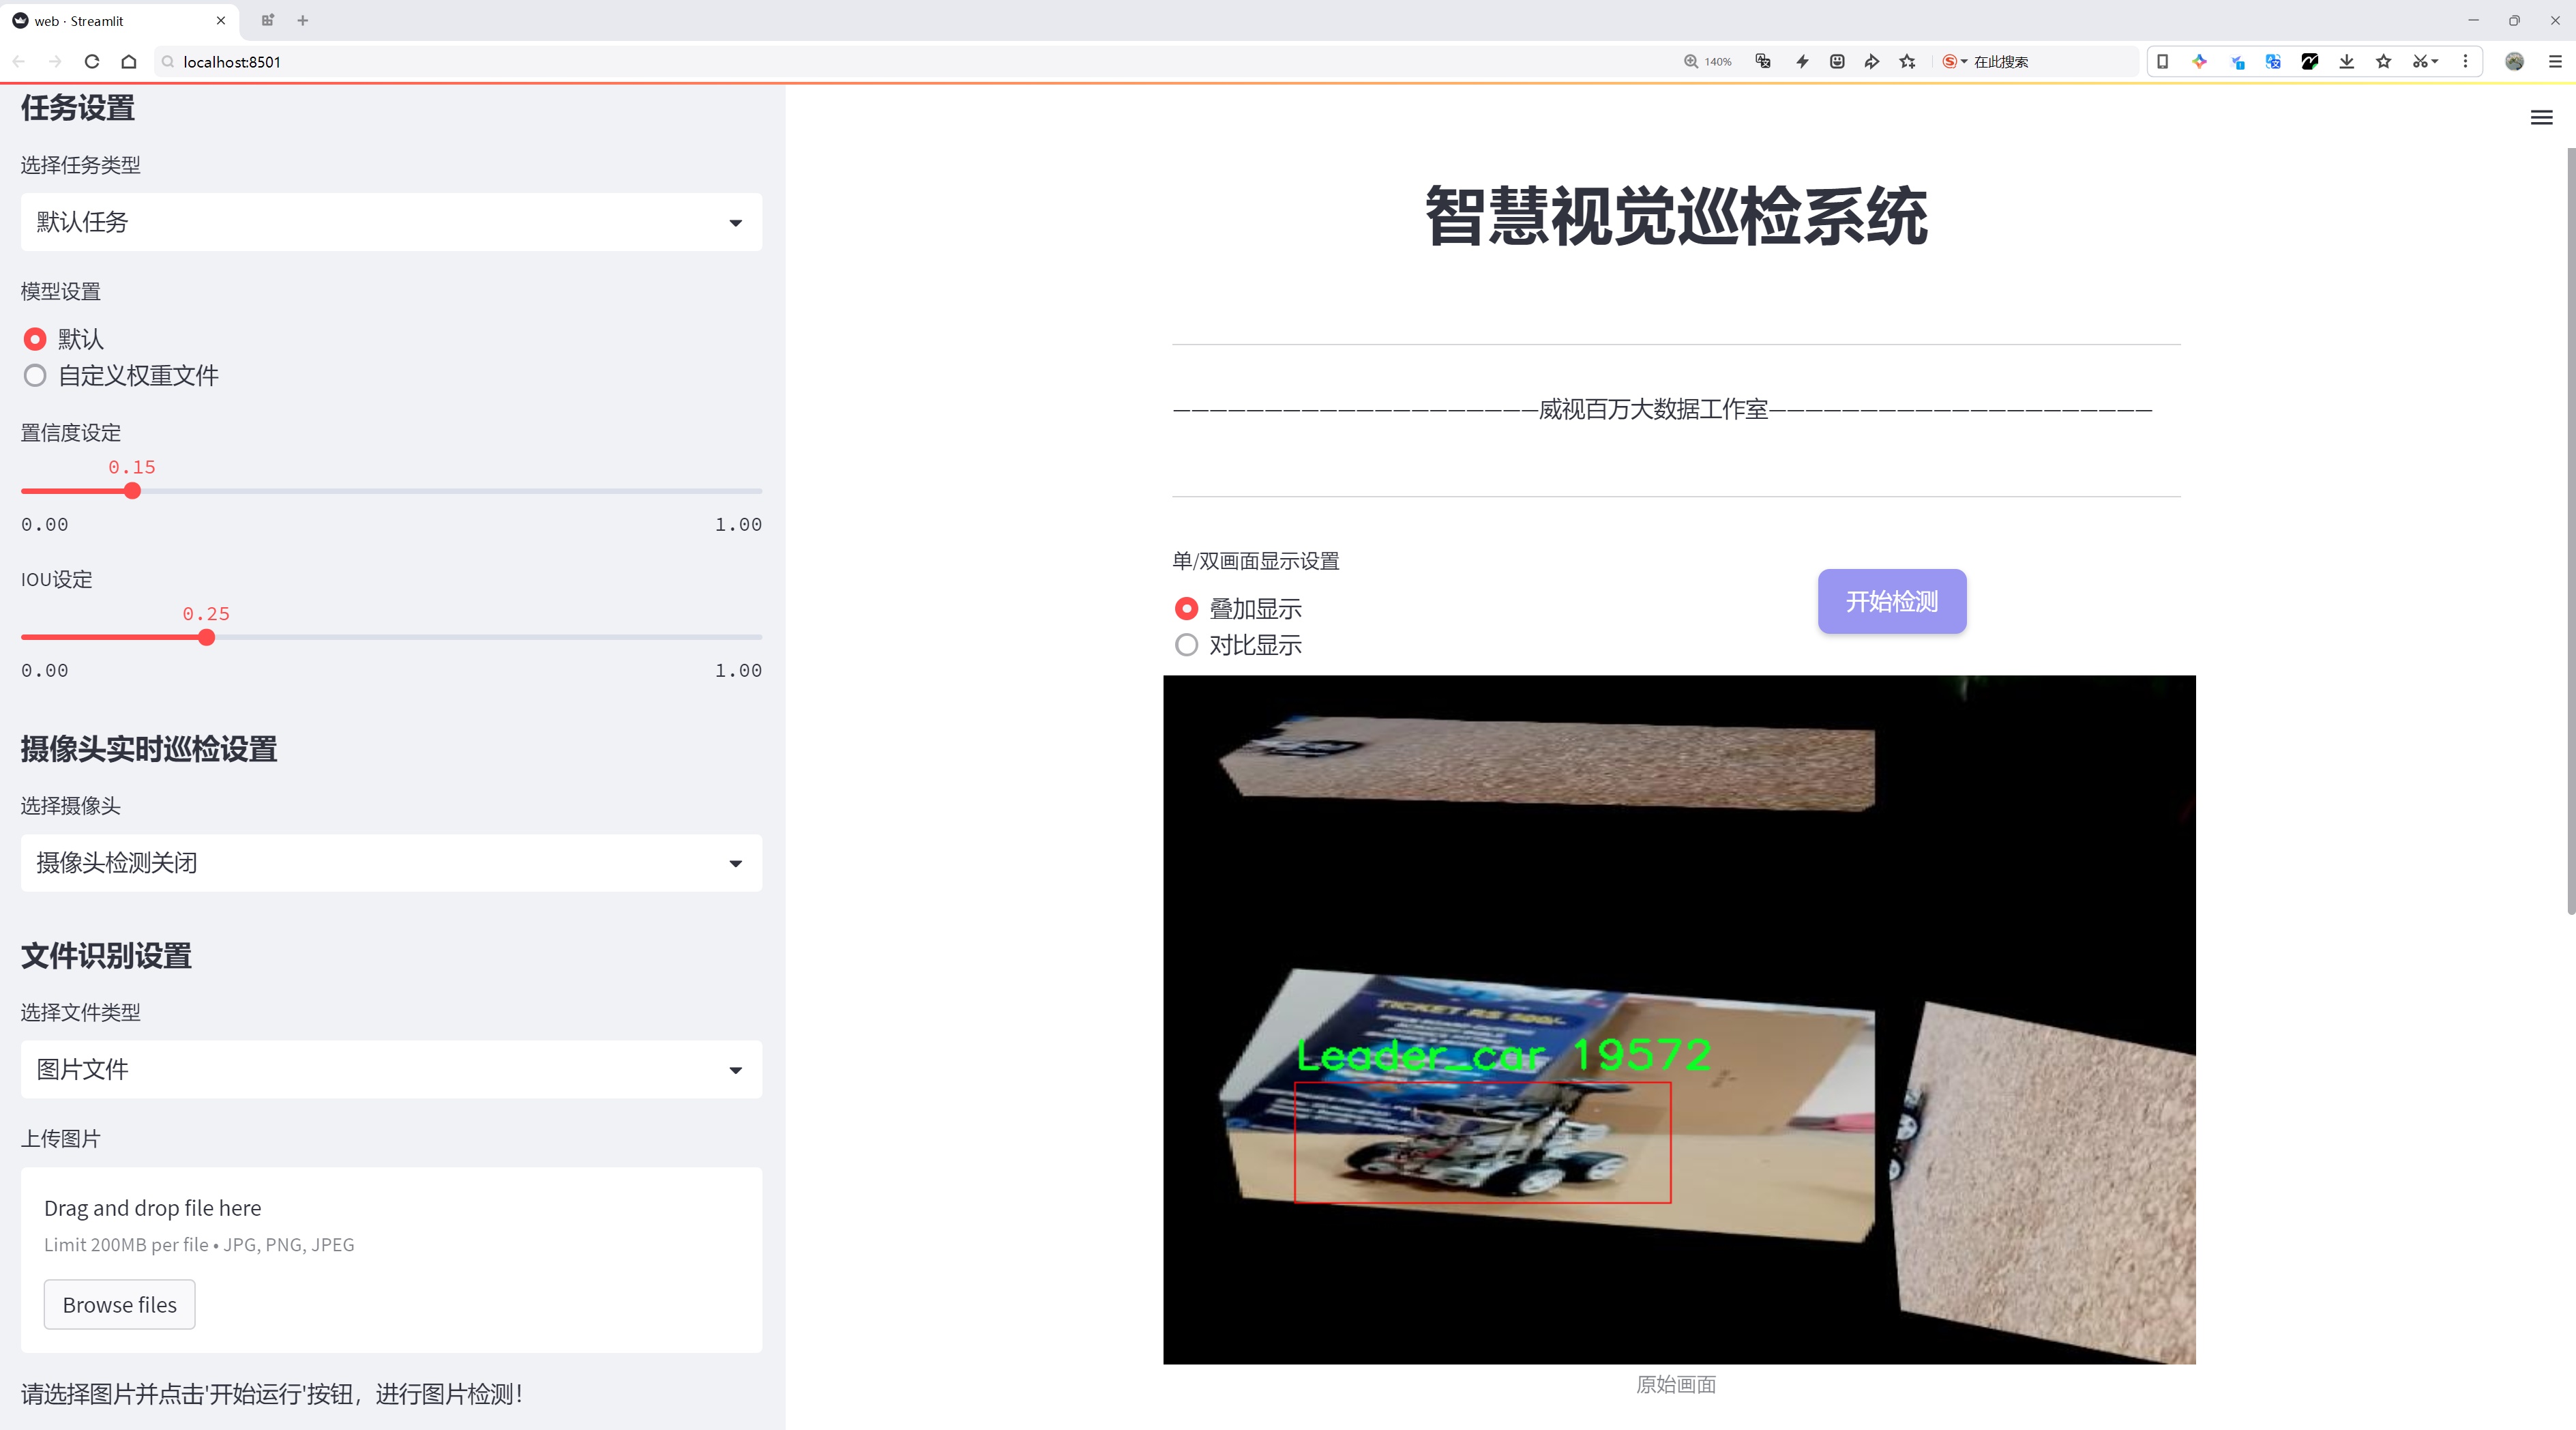 web · Streamlit
localhost:8501
140%
在此搜索
任务设置
选择任务类型
默认任务
模型设置
默认
自定义权重文件
置信度设定
0.15
0.00
1.00
IOU设定
0.25
0.00
1.00
摄像头实时巡检设置
选择摄像头
摄像头检测关闭
文件识别设置
选择文件类型
图片文件
上传图片
Drag and drop file here
Limit 200MB per file • JPG, PNG, JPEG
Browse files
请选择图片并点击'开始运行'按钮，进行图片检测！
智慧视觉巡检系统
—————————————————————威视百万大数据工作室——————————————————————
单/双画面显示设置
叠加显示
对比显示
开始检测
TICKET RS 500/-
Leader_car 19572
原始画面